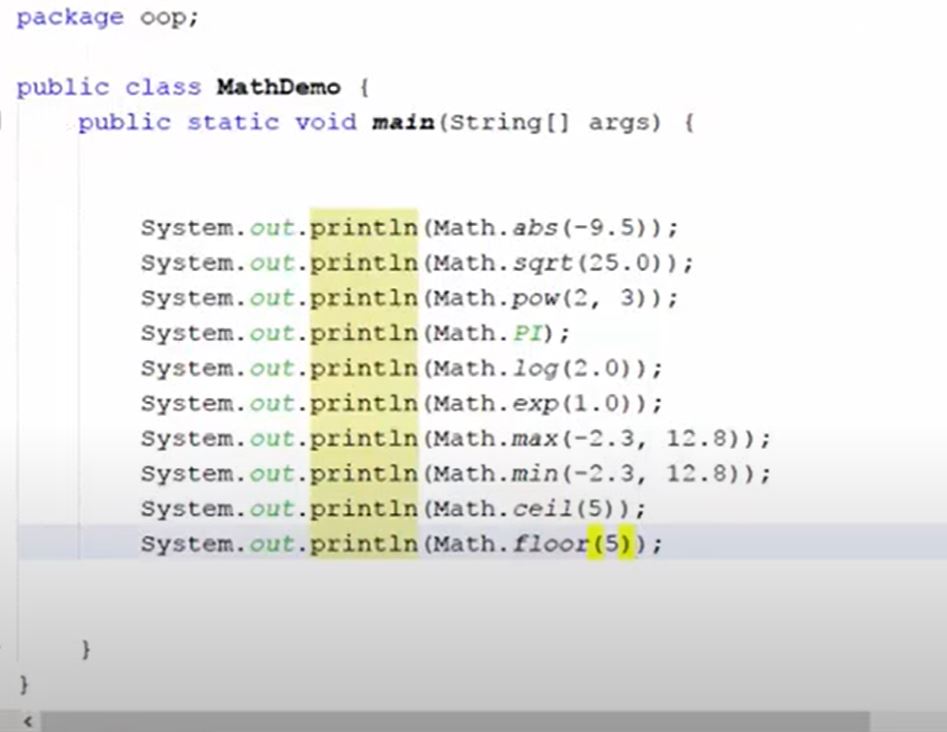 package oop;
public class MathDemo {
public static void main(String[] args) {
System.out.println(Math.abs(-9.5));
System.out.println(Math.sqrt(25.0));
System.out.println(Math.pow(2, 3));
System.out.println(Math.PI);
System.out.println(Math.log(2.0));
System.out.println(Math.exp(1.0));
System.out.println(Math.max(-2.3, 12.8));
System.out.println(Math.min(-2.3, 12.8));
System.out.println(Math.ceil(5));
System.out.println(Math.floor(5));
}
}